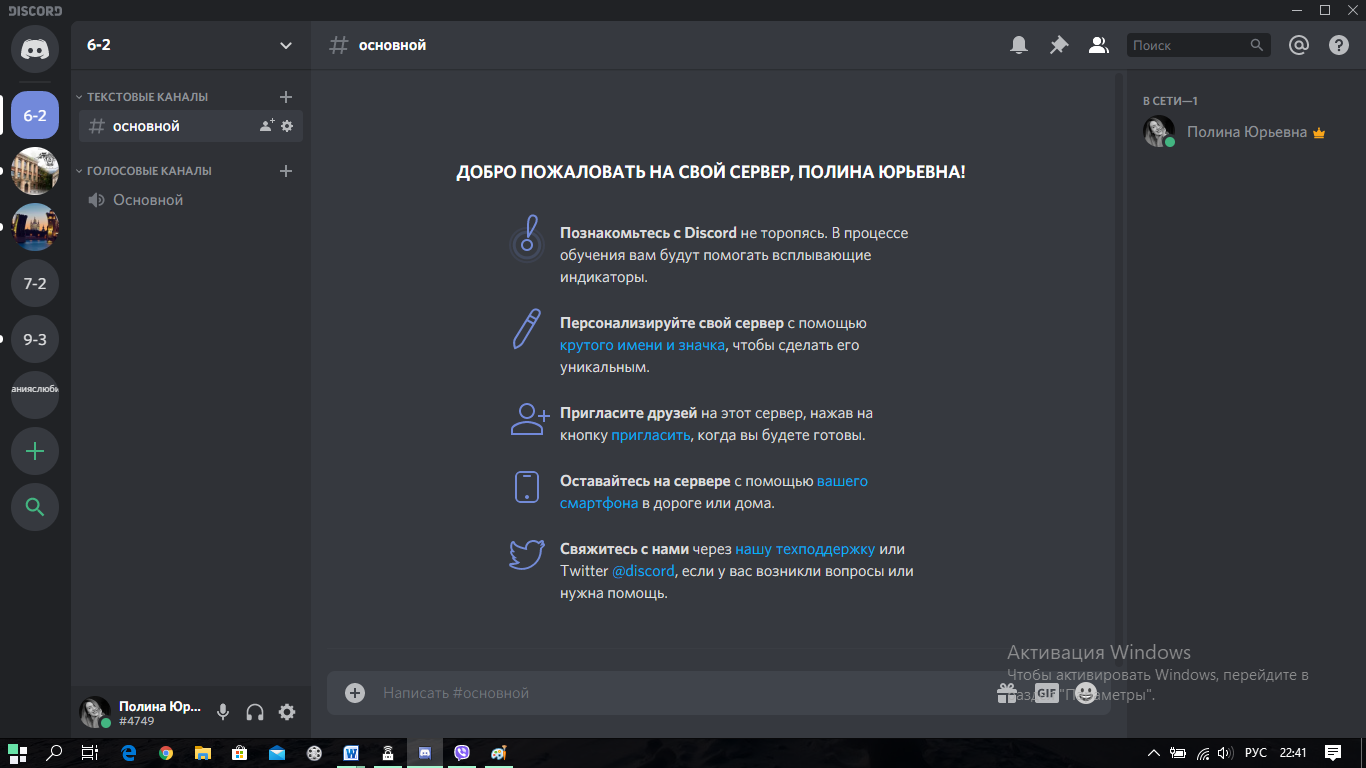 DISCORD
6-2
основной
Поиск
6-2
7-2
9-3
анияслюби
ТЕКСТОВЫЕ КАНАЛЫ
основной
ГОЛОСОВЫЕ КАНАЛЫ
Основной
ДОБРО ПОЖАЛОВАТЬ НА СВОЙ СЕРВЕР, ПОЛИНА ЮРЬЕВНА!
Познакомьтесь с Discord не торопясь. В процессе
обучения вам будут помогать всплывающие
индикаторы.
Персонализируйте свой сервер с помощью
крутого имени и значка, чтобы сделать его
уникальным.
Пригласите друзей на этот сервер, нажав на
кнопку пригласить, когда вы будете готовы.
Оставайтесь на сервере с помощью вашего
смартфона в дороге или дома.
Свяжитесь с нами через нашу техподдержку или
Twitter @discord, если у вас возникли вопросы или
нужна помощь.
В СЕТИ—1
Полина Юрьевна
Активация Windows
Чтобы активировать Windows, перейдите в
раздел "Параметры".
Написать #основной
GIF
Полина Юр...
#4749
РУС 22:41